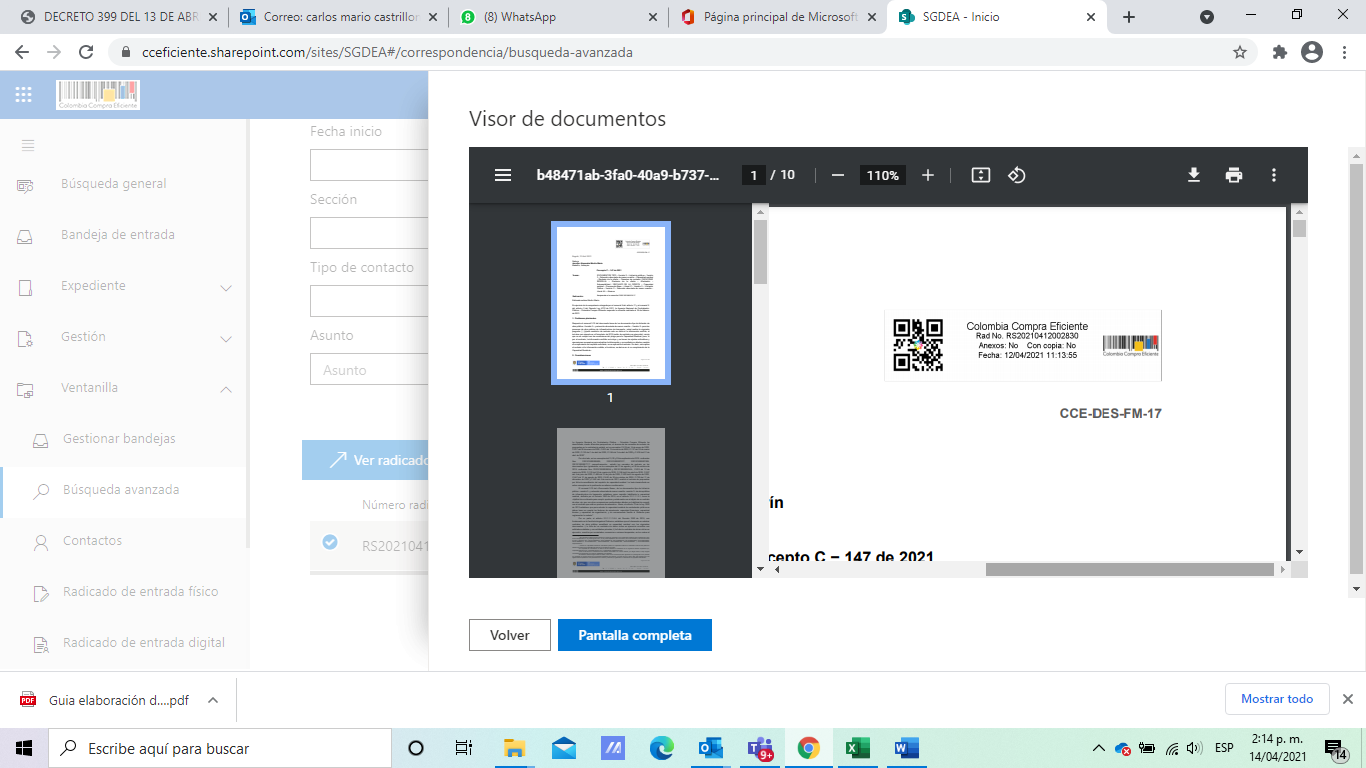 DECRETO 399 DEL 13 DE ABR
Correo: carlos mario castrillon
(8) WhatsApp
Página principal de Microsoft
SGDEA - Inicio
cceficiente.sharepoint.com/sites/SGDEA#/correspondencia/busqueda-avanzada
Colombia Compra Eficiente
Búsqueda general
Bandeja de entrada
Expediente
Gestión
Ventanilla
Gestionar bandejas
Búsqueda avanzada
Contactos
Radicado de entrada físico
Radicado de entrada digital
Fecha inicio
Sección
Tipo de contacto
Asunto
Asunto
Ver radicado
Número radi
RS2021041
Visor de documentos
b48471ab-3fa0-40a9-b737-...
1 / 10
110%
1
Colombia Compra Eficiente
Rad No. RS20210412002830
Anexos: No Con copia: No
Fecha: 12/04/2021 11:13:55
Colombia Compra Eficiente
CCE-DES-FM-17
ín
cepto C – 147 de 2021
Volver
Pantalla completa
Guia elaboración d....pdf
Mostrar todo
Escribe aquí para buscar
9+
ESP
2:14 p. m.
14/04/2021
14